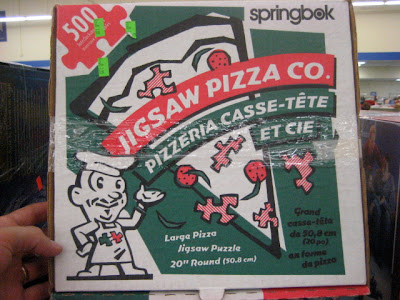 500
springbok
JIGSAW PIZZA CO.
PIZZERIA CASSE-TÊTE
ET CIE
Large Pizza
Jigsaw Puzzle
20" Round (50.8 cm)
Grand
casse-tête
de 50,8 cm
(20 po)
en forme
de pizza